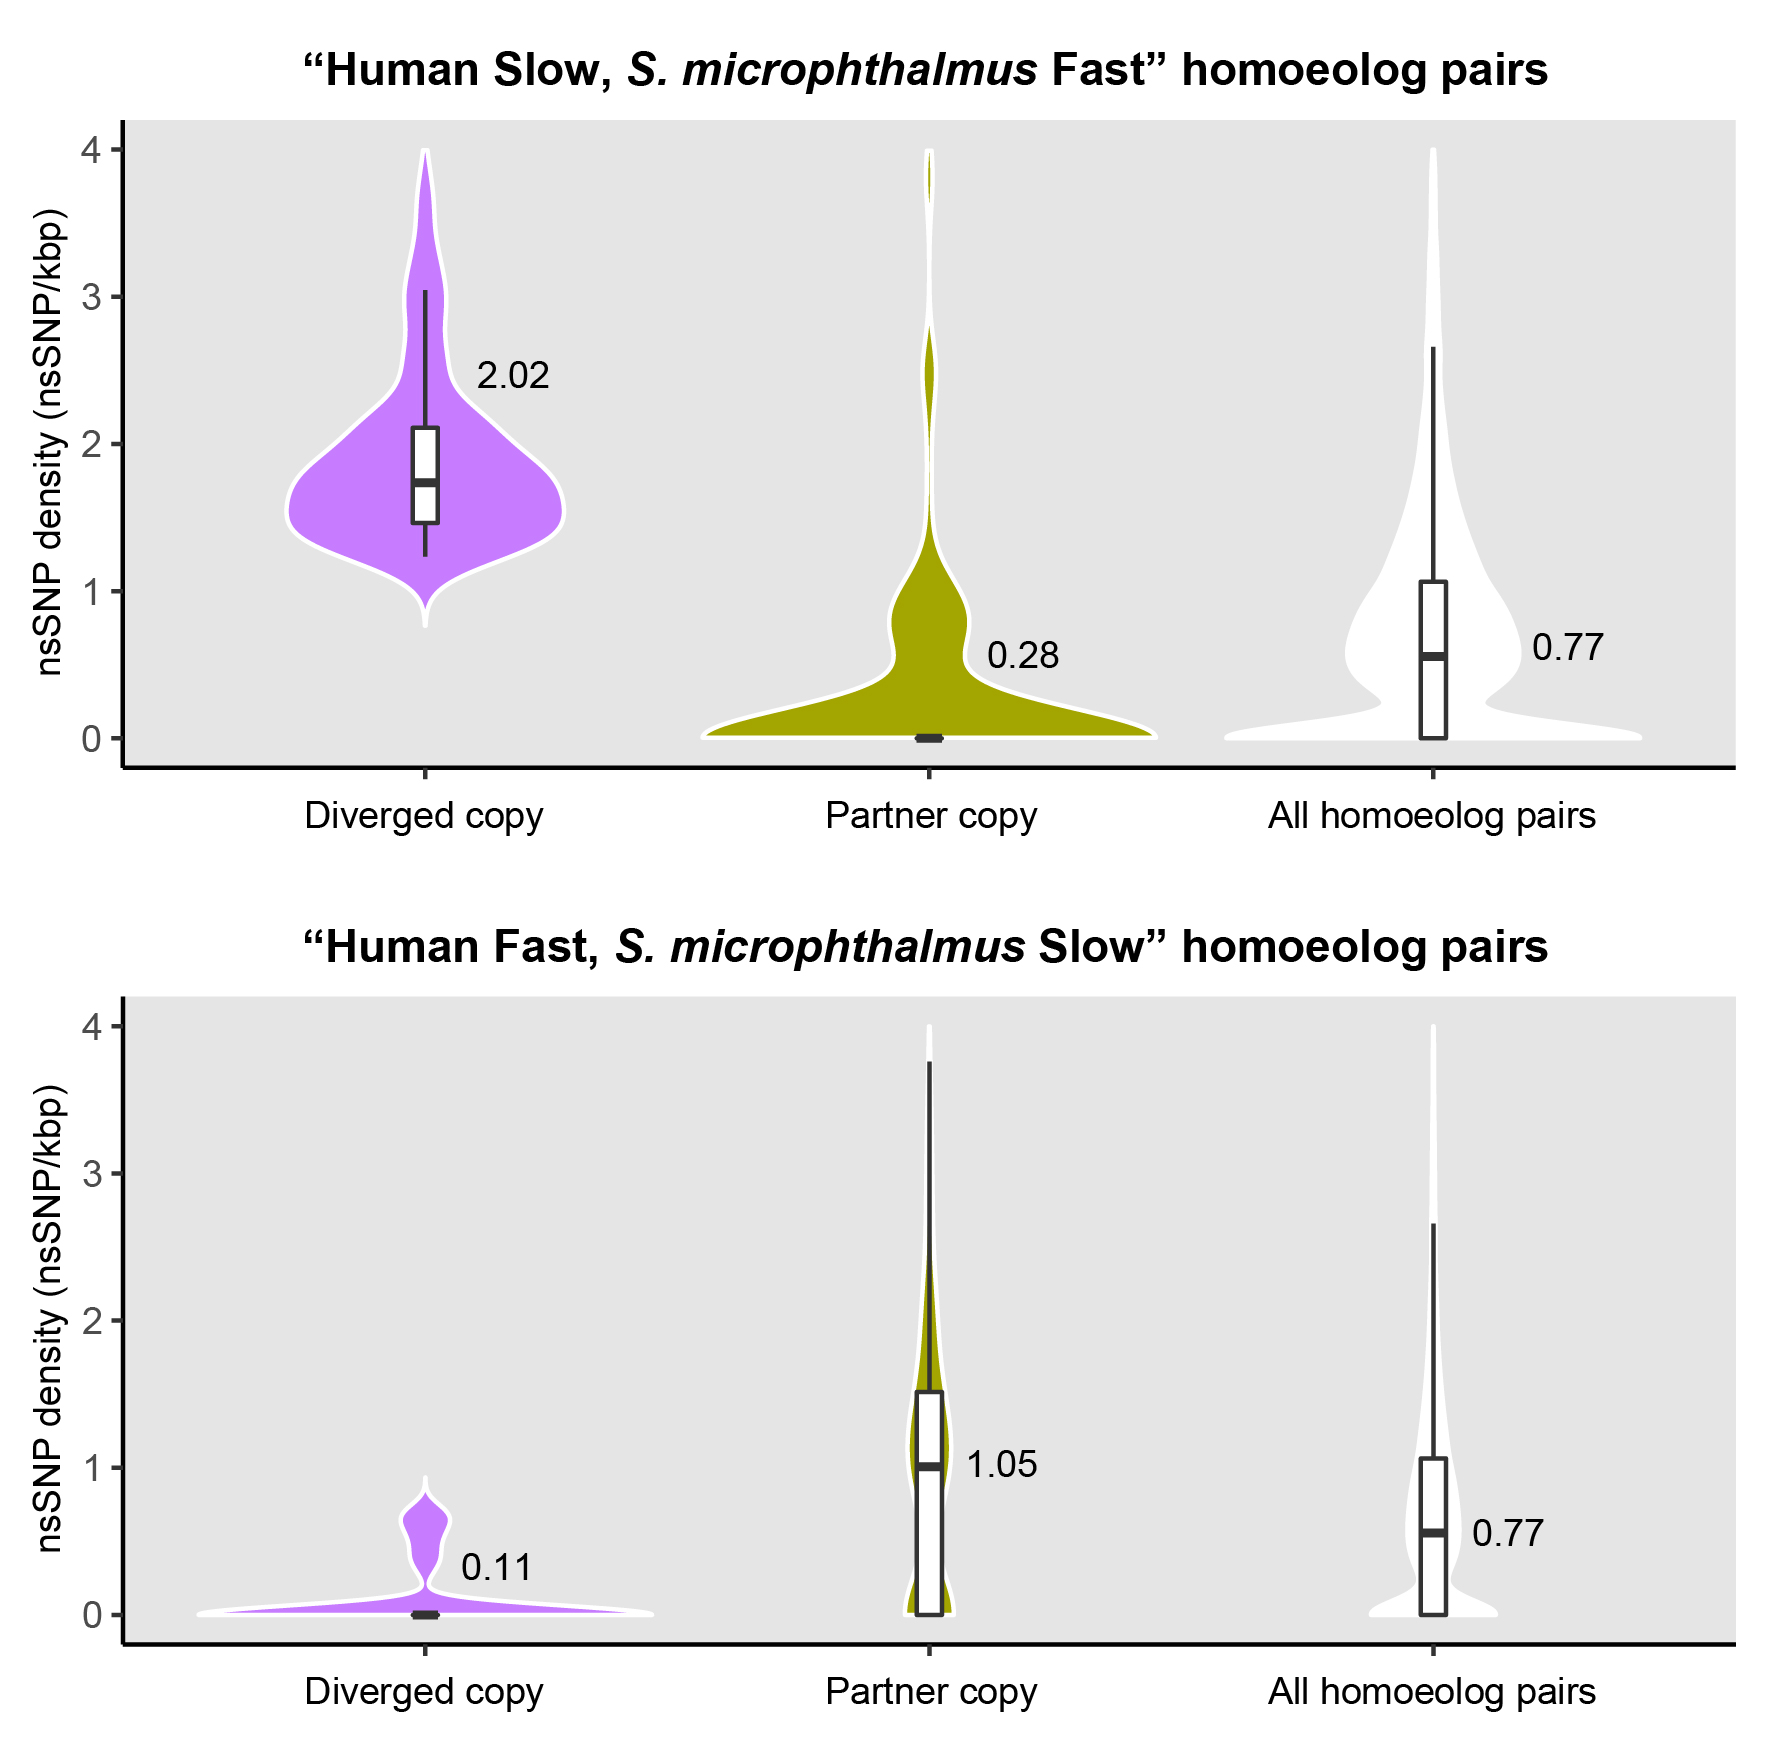 “Human Slow, S. microphthalmus Fast” homoeolog pairs
nsSNP density (nsSNP/kbp)
4
3
2
1
0
2.02
0.28
0.77
Diverged copy
Partner copy
All homoeolog pairs
“Human Fast, S. microphthalmus Slow” homoeolog pairs
nsSNP density (nsSNP/kbp)
4
3
2
1
0
0.11
1.05
0.77
Diverged copy
Partner copy
All homoeolog pairs